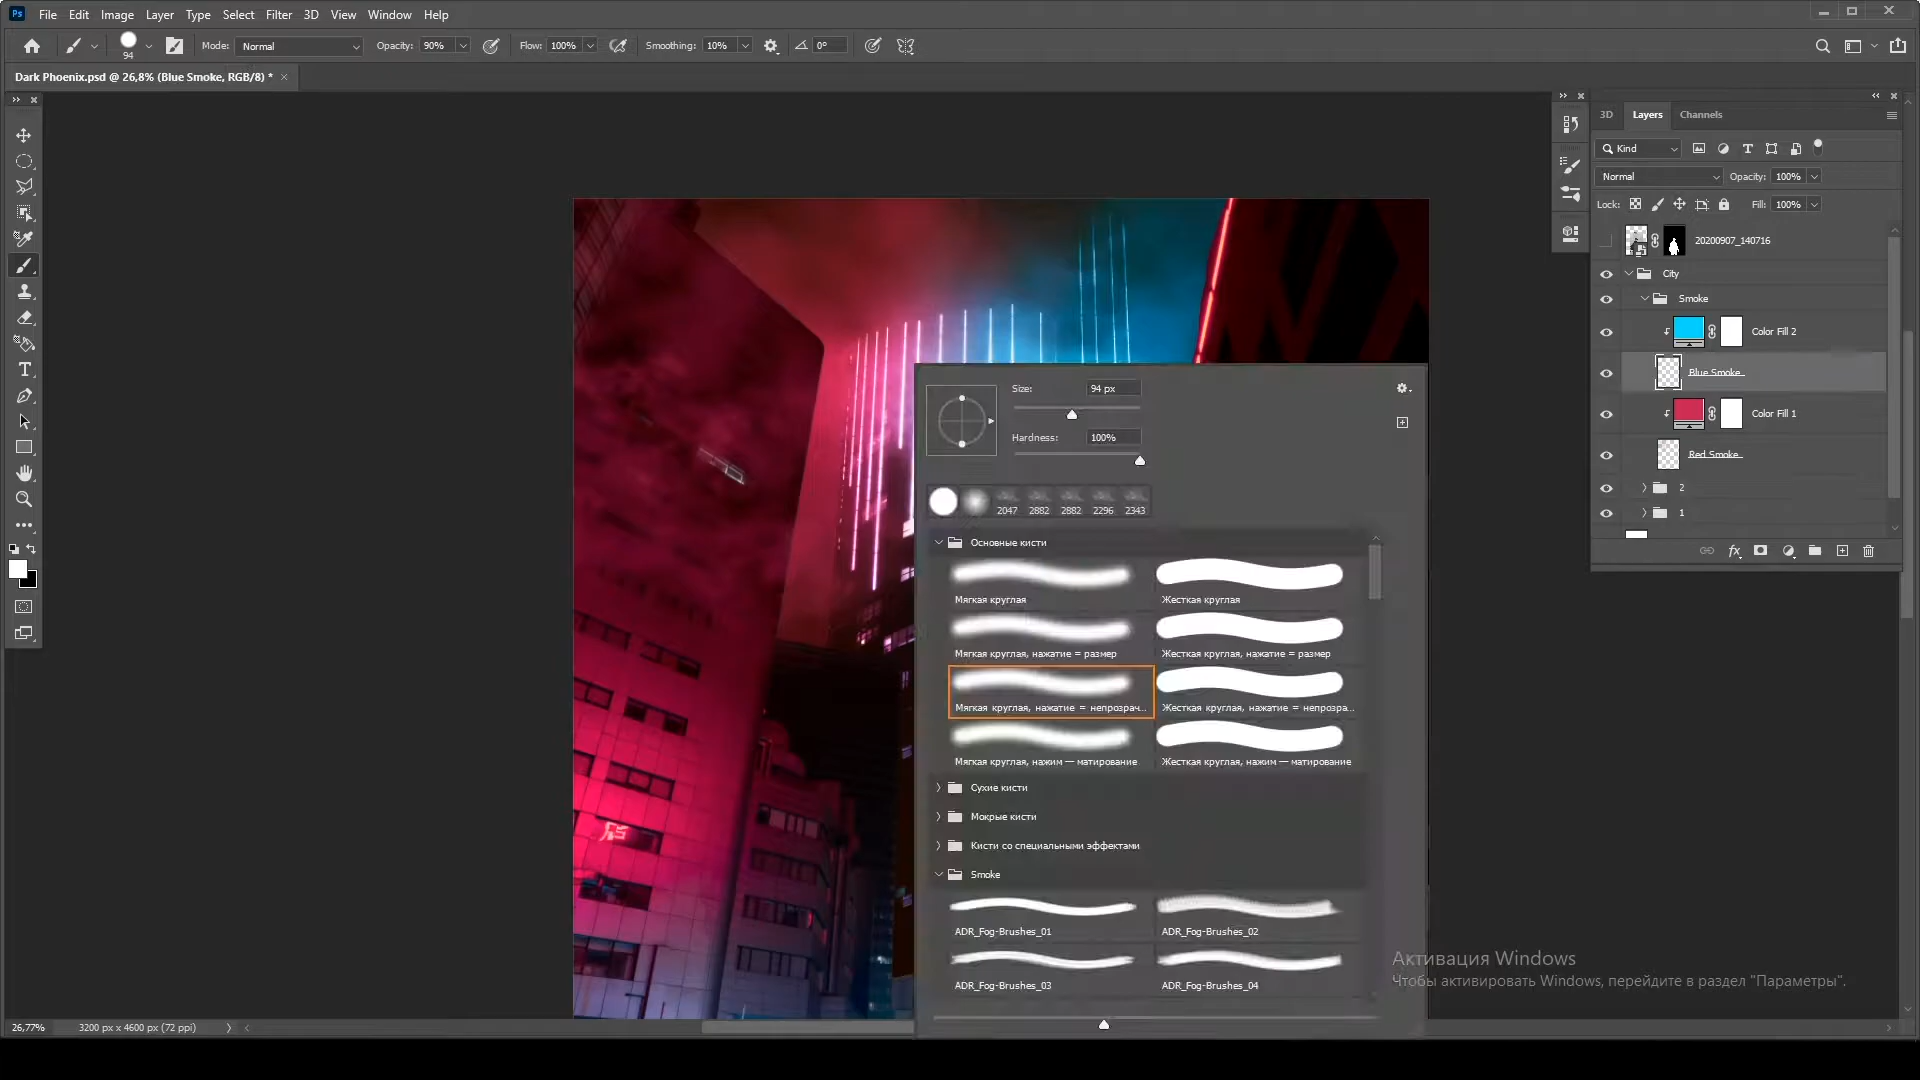 Ps File Edit Image Layer Type Select Filter 3D View Window Help
94 Mode: Normal Opacity: 90% Flow: 100% Smoothing: 10% 0°
Dark Phoenix.psd @ 26,8% (Blue Smoke, RGB/8) *
3D Layers Channels
Kind
Normal Opacity: 100%
Lock: Fill: 100%
20200907_140716
City
Smoke
Color Fill 2
Blue Smoke
Color Fill 1
Red Smoke
2
1
fx
Size: 94 px
Hardness: 100%
2047 2882 2882 2296 2343
Основные кисти
Мягкая круглая Жесткая круглая
Мягкая круглая, нажатие = размер Жесткая круглая, нажатие = размер
Мягкая круглая, нажатие = непрозрач... Жесткая круглая, нажатие = непрозра...
Мягкая круглая, нажим — матирование Жесткая круглая, нажим — матирование
Сухие кисти
Мокрые кисти
Кисти со специальными эффектами
Smoke
ADR_Fog-Brushes_01 ADR_Fog-Brushes_02
ADR_Fog-Brushes_03 ADR_Fog-Brushes_04
Активация Windows
Чтобы активировать Windows, перейдите в раздел "Параметры".
26,77% 3200 px x 4600 px (72 ppi)